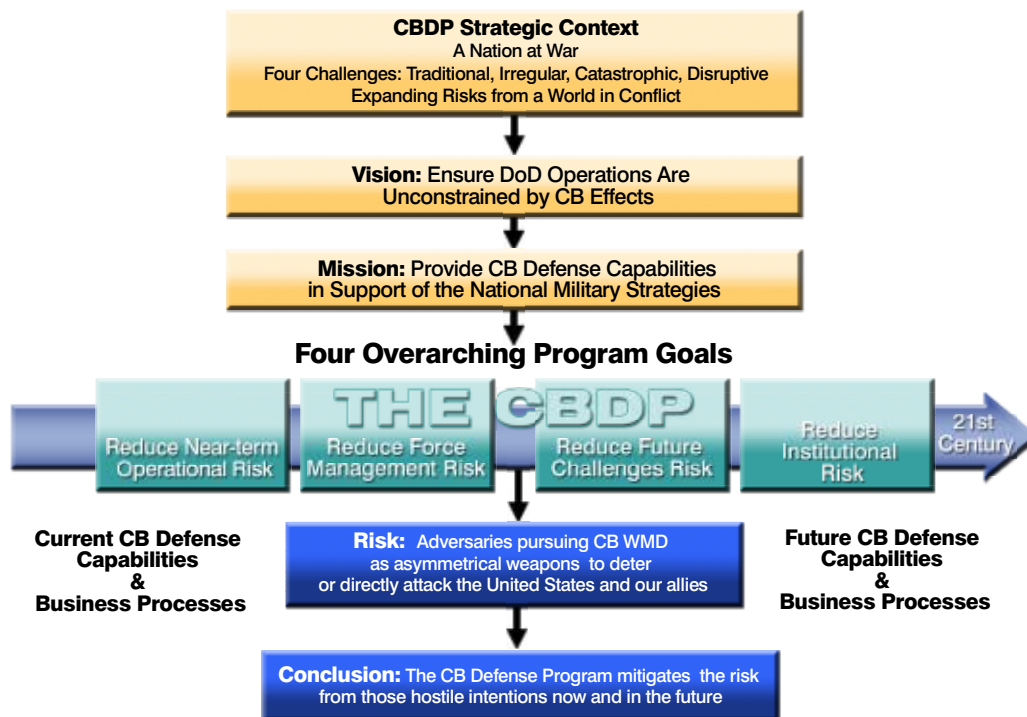 CBDP Strategic Context
A Nation at War
Four Challenges: Traditional, Irregular, Catastrophic, Disruptive
Expanding Risks from a World in Conflict
Vision: Ensure DoD Operations Are
Unconstrained by CB Effects
Mission: Provide CB Defense Capabilities
in Support of the National Military Strategies
Four Overarching Program Goals
THE CBDP
Reduce Near-term
Operational Risk
Reduce Force
Management Risk
Reduce Future
Challenges Risk
Reduce
Institutional
Risk
21st
Century
Current CB Defense
Capabilities
&
Business Processes
Risk: Adversaries pursuing CB WMD
as asymmetrical weapons to deter
or directly attack the United States and our allies
Future CB Defense
Capabilities
&
Business Processes
Conclusion: The CB Defense Program mitigates the risk
from those hostile intentions now and in the future